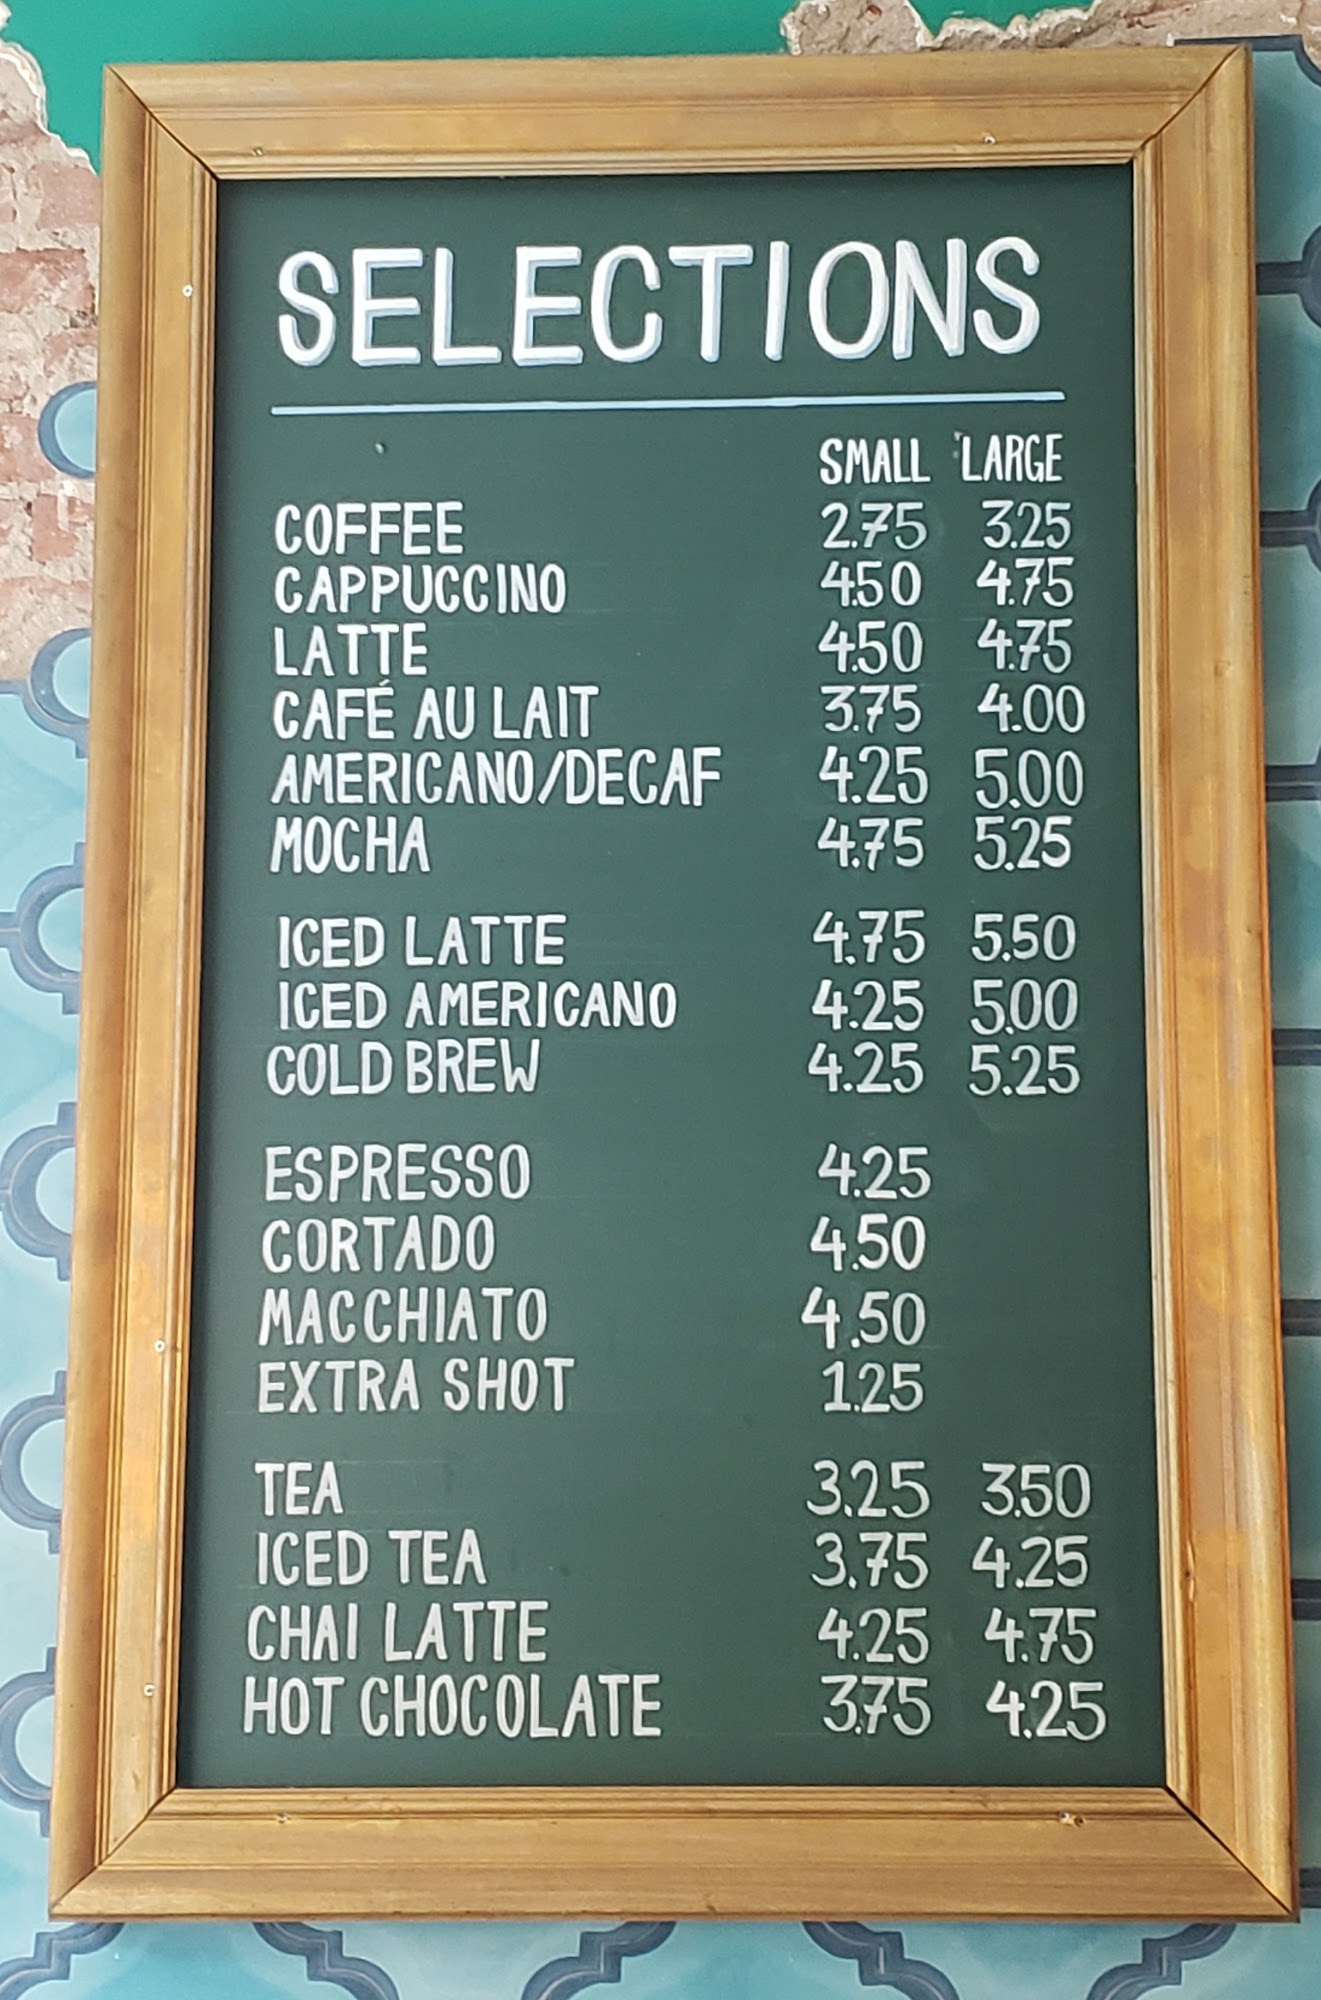 SELECTIONS
SMALL LARGE
COFFEE 2.75 3.25
CAPPUCCINO 4.50 4.75
LATTE 4.50 4.75
CAFÉ AU LAIT 3.75 4.00
AMERICANO/DECAF 4.25 5.00
MOCHA 4.75 5.25
ICED LATTE 4.75 5.50
ICED AMERICANO 4.25 5.00
COLD BREW 4.25 5.25
ESPRESSO 4.25
CORTADO 4.50
MACCHIATO 4.50
EXTRA SHOT 1.25
TEA 3.25 3.50
ICED TEA 3.75 4.25
CHAI LATTE 4.25 4.75
HOT CHOCOLATE 3.75 4.25